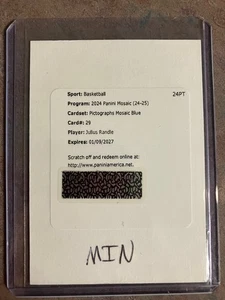 Sport: Basketball 24PT
Program: 2024 Panini Mosaic (24-25)
Cardset: Pictographs Mosaic Blue
Card#: 29
Player: Julius Randle
Expires: 01/09/2027
Scratch off and redeem online at:
http://www.paniniamerica.net.
MIN